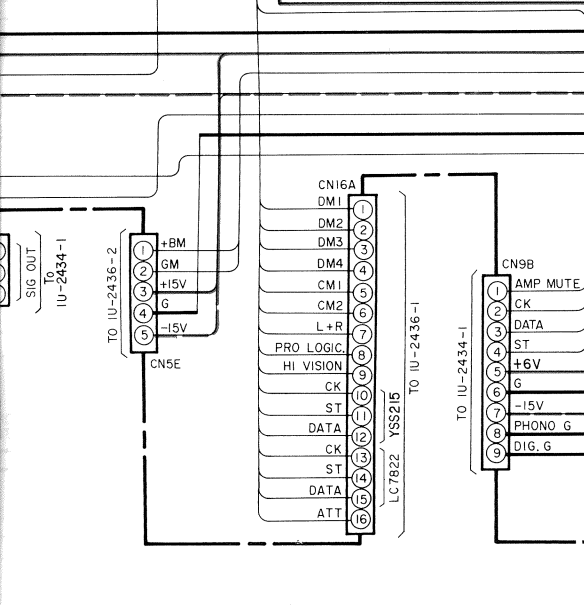 SIG OUT
To
1U-2434-1
TO 1U-2436-2
1 +BM
2 GM
3 +15V
4 G
5 -15V
CN5E
CN16A
DM1 1
DM2 2
DM3 3
DM4 4
CM1 5
CM2 6
L+R 7
PRO LOGIC. 8
HI VISION 9
CK 10
ST 11
DATA 12
CK 13
ST 14
DATA 15
ATT 16
YSS215
LC7822
TO 1U-2436-1
TO 1U-2434-1
CN9B
1 AMP MUTE
2 CK
3 DATA
4 ST
5 +6V
6 G
7 -15V
8 PHONO G
9 DIG. G